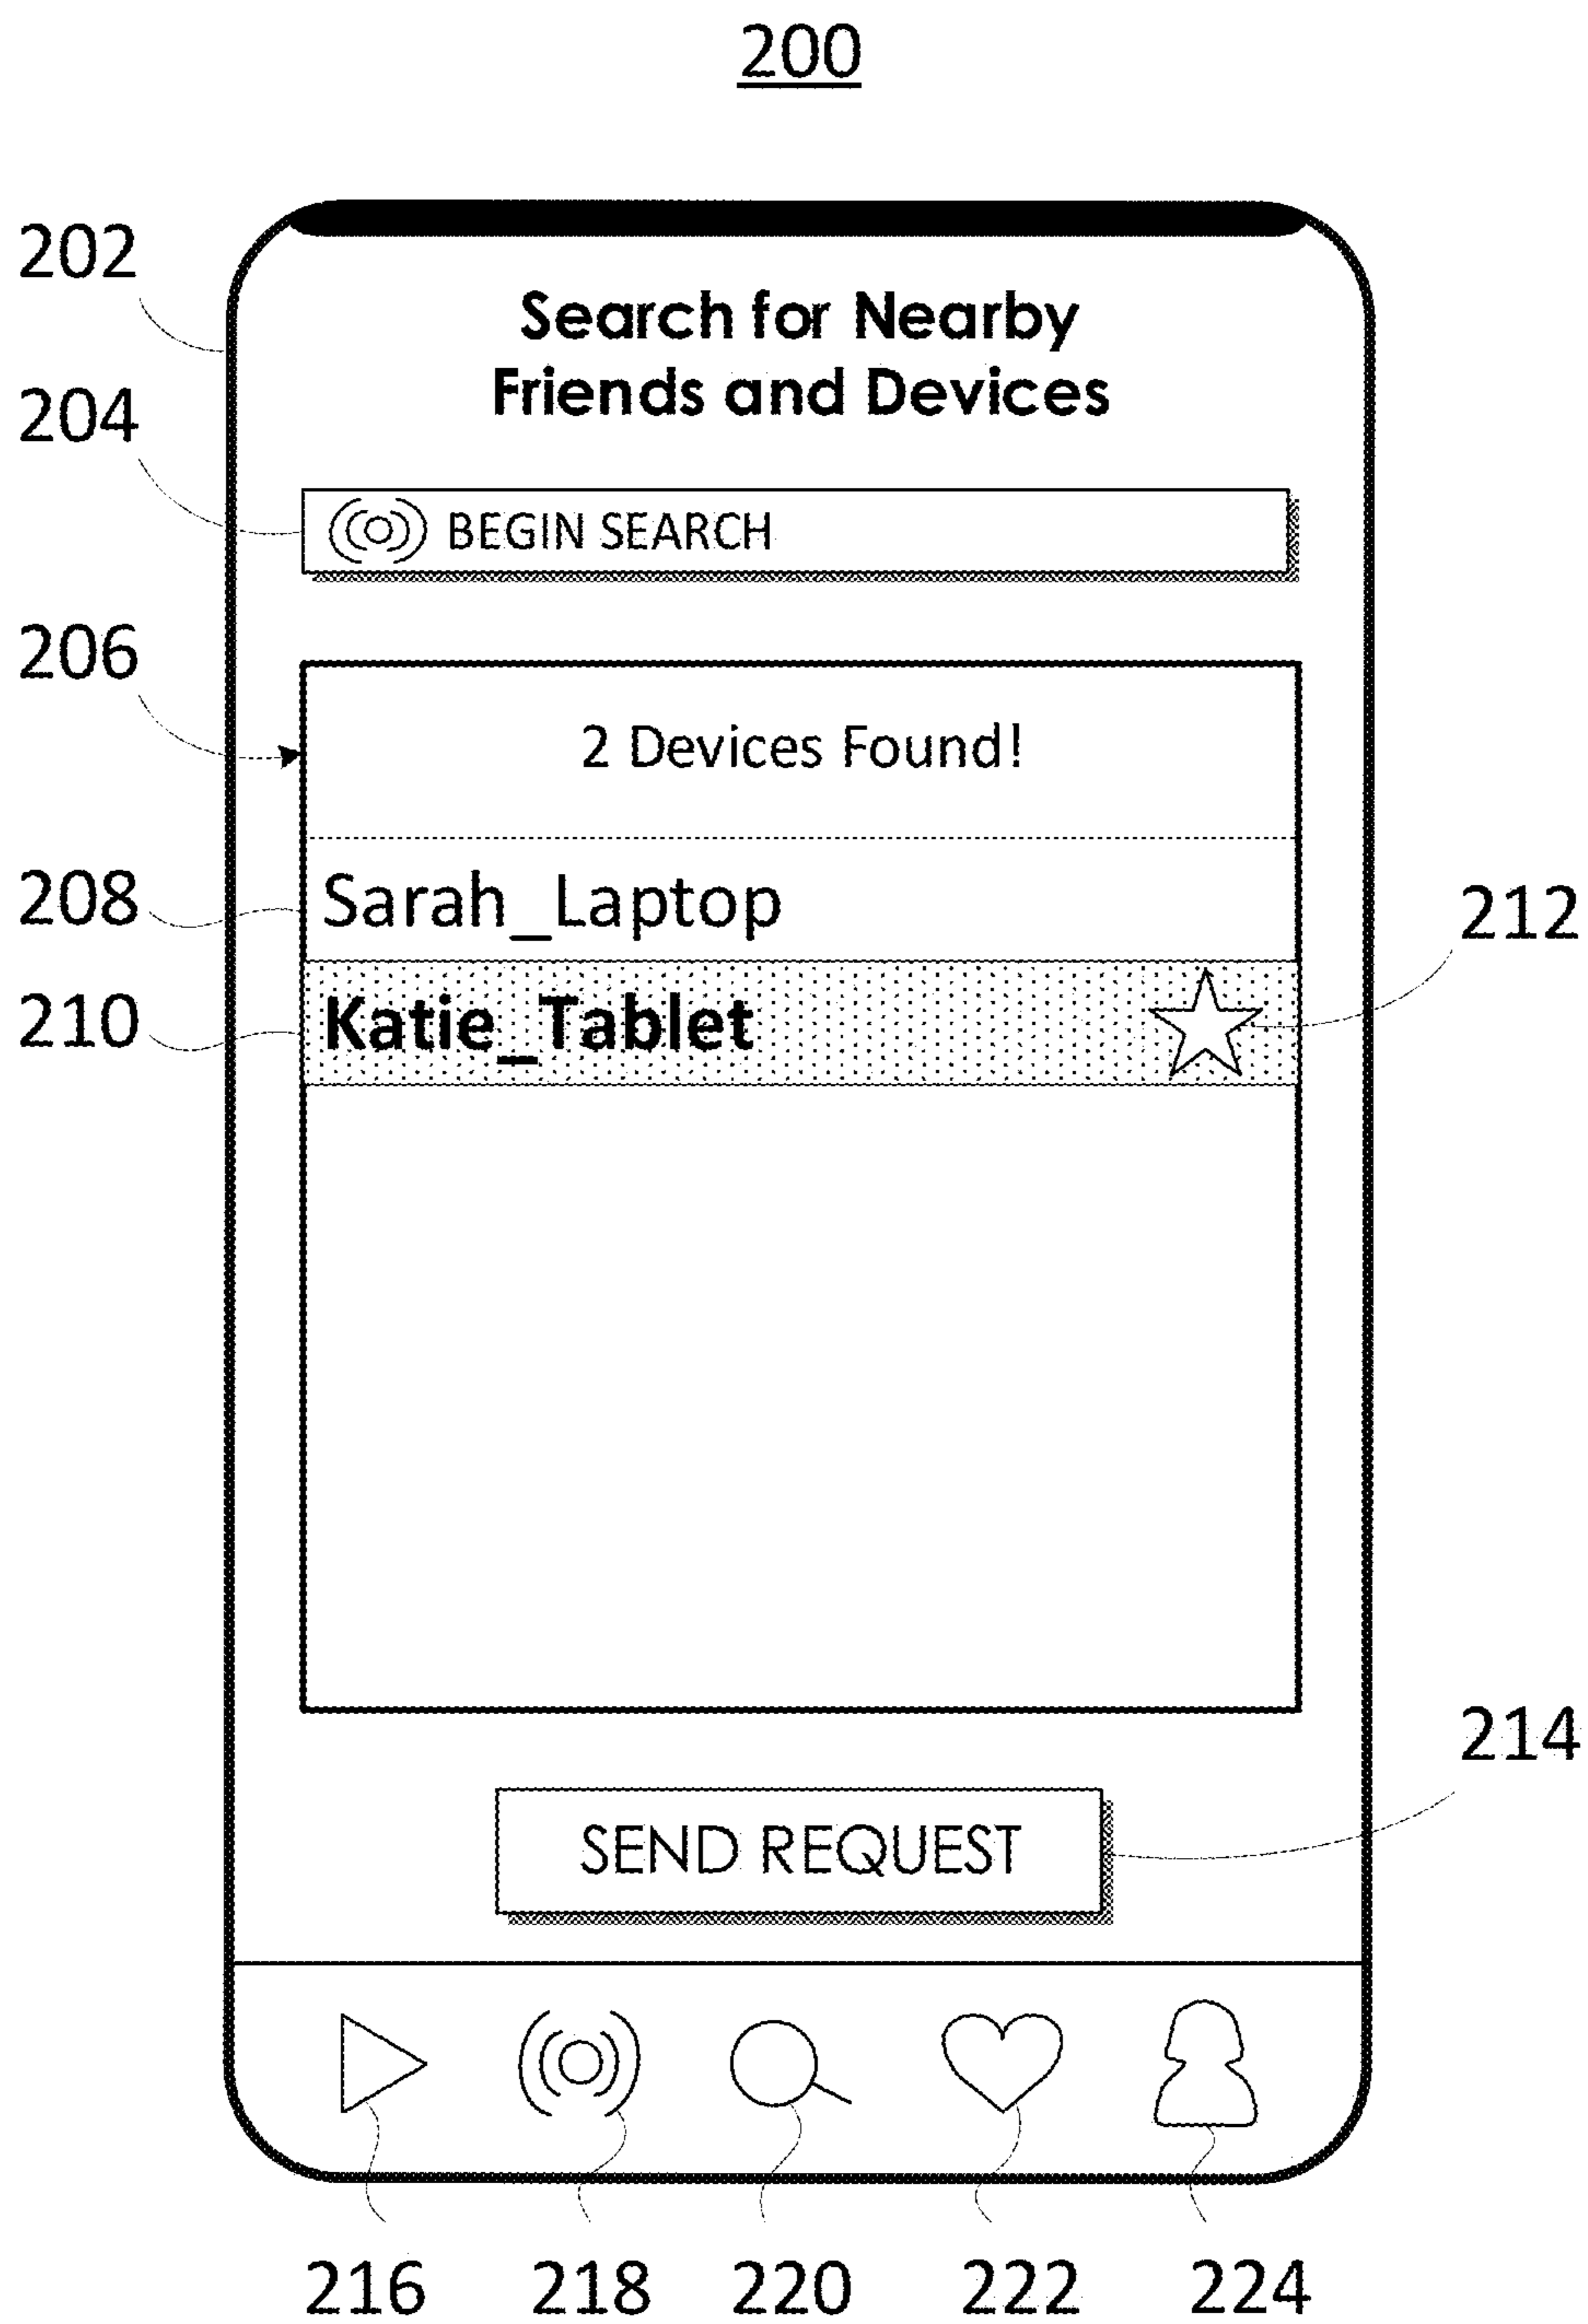 200
202
Search for Nearby
Friends and Devices
204
BEGIN SEARCH
206
2 Devices Found!
208
Sarah_Laptop
212
210
Katie_Tablet
214
SEND REQUEST
216 218 220 222 224